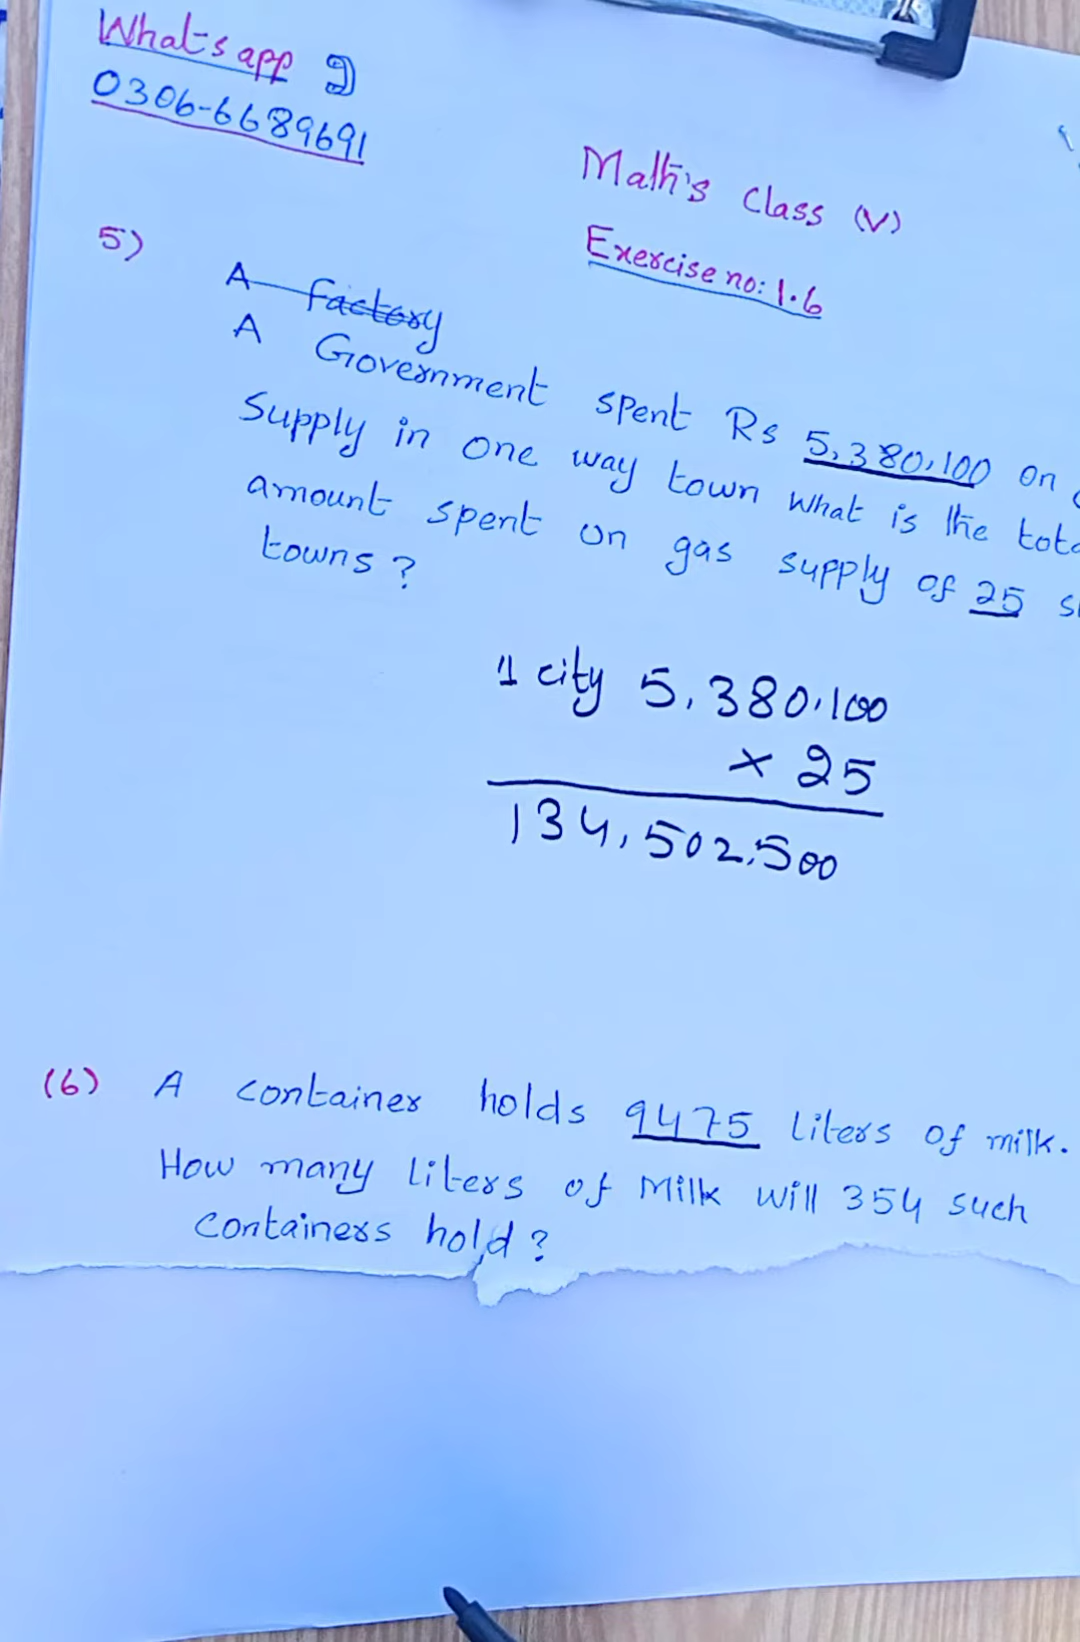 Whatsapp
0306-6689691
Math's Class (V)
Exercise no: 1.6
5)
A factory
A Government spent Rs 5,380,100 on
Supply in one way town what is the
amount spent on gas supply of 25
towns ?
1 city 5,380,100
× 25
134,502,500
(6) A container holds 9475 liters of milk.
How many liters of Milk will 354 such
Containers hold ?